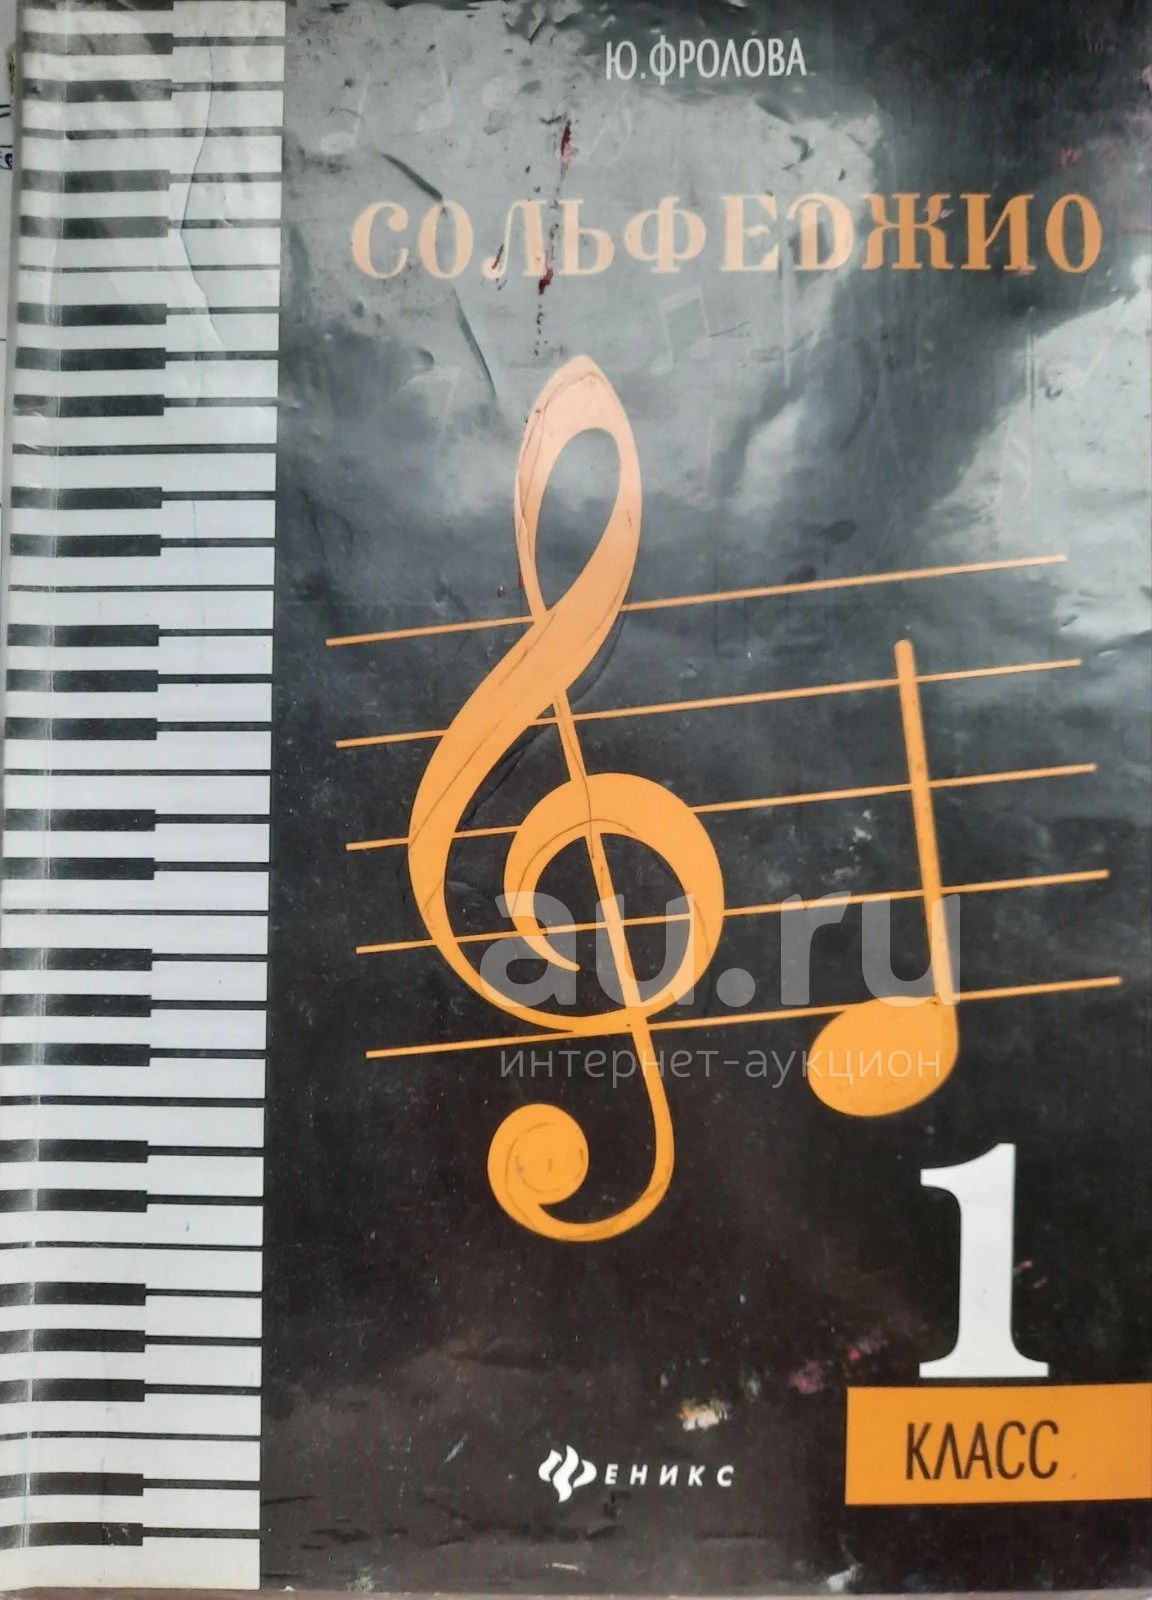 Ю.ФРОЛОВА
СОЛЬФЕДЖИО
au.ru
интернет-аукцион
1
КЛАСС
ФЕНИКС